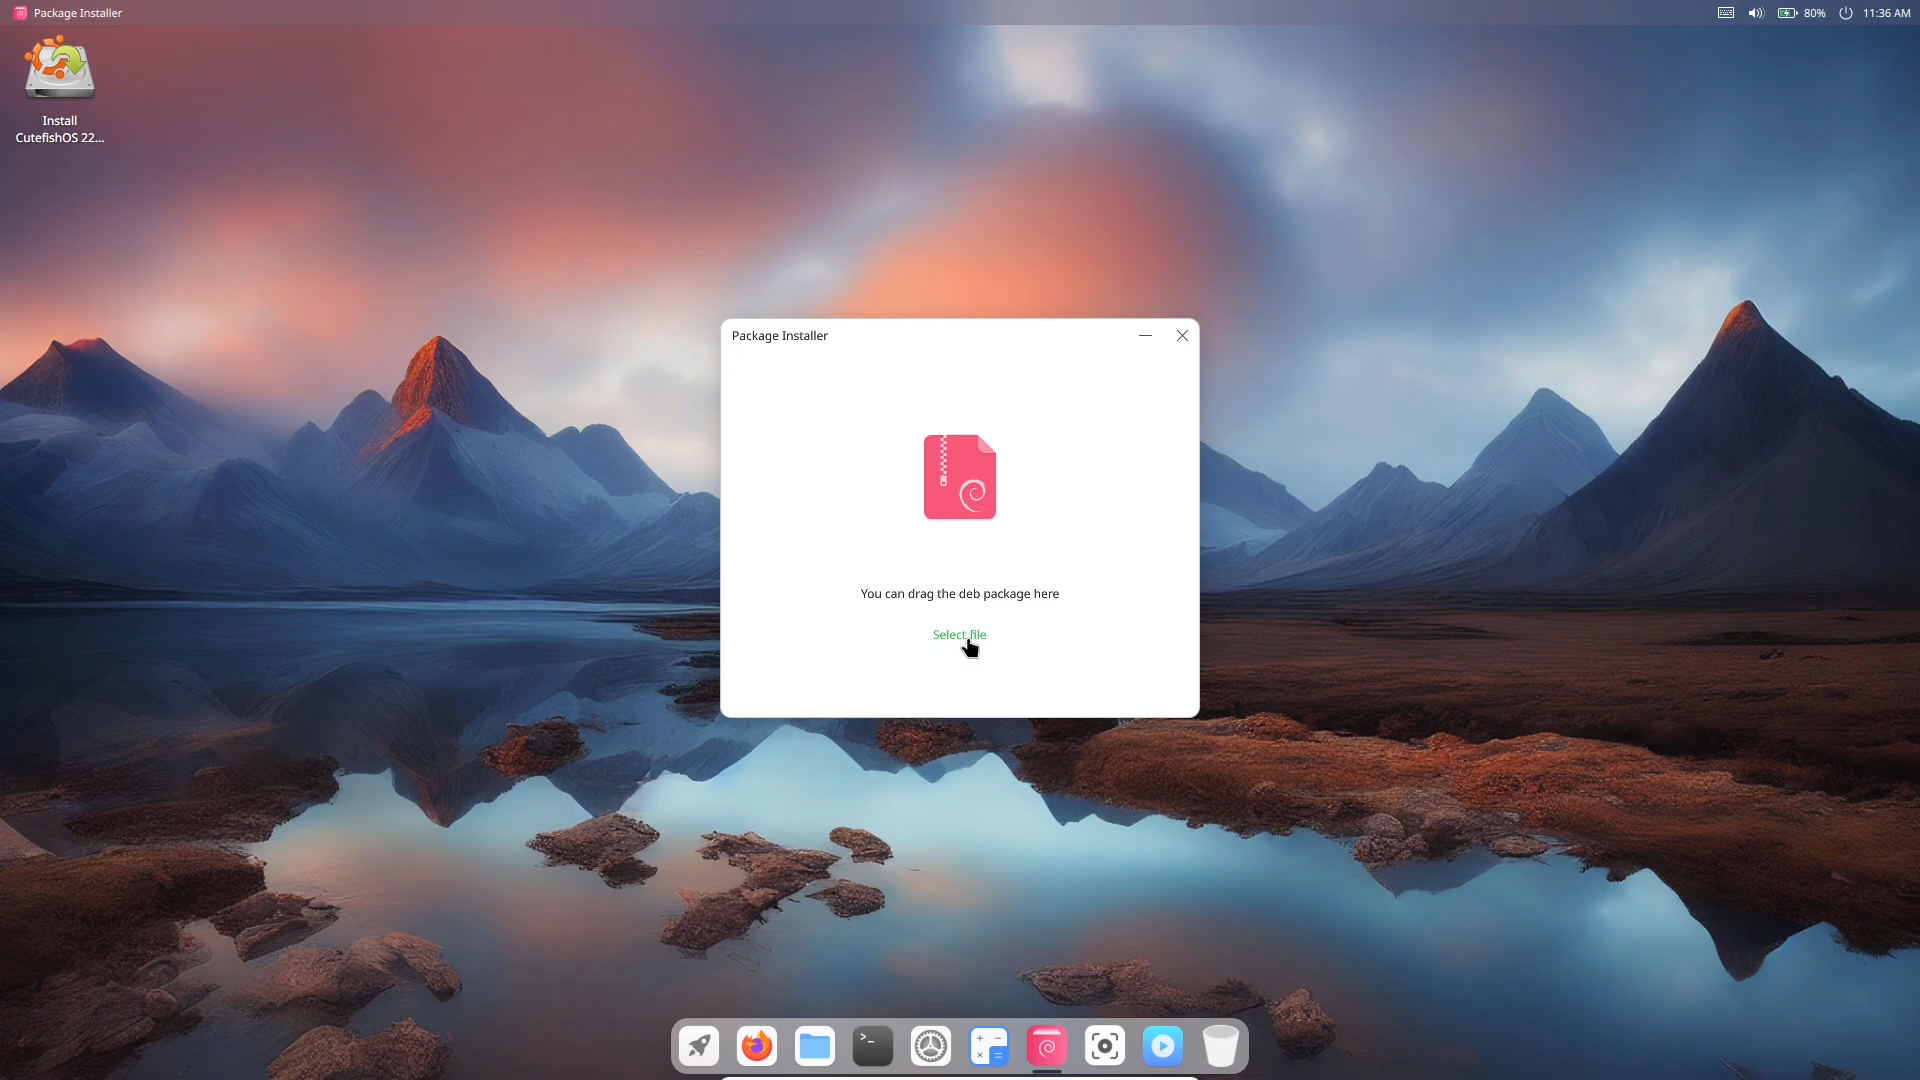 Package Installer
80%
11:36 AM
Install
CutefishOS 22...
Package Installer
You can drag the deb package here
Select file